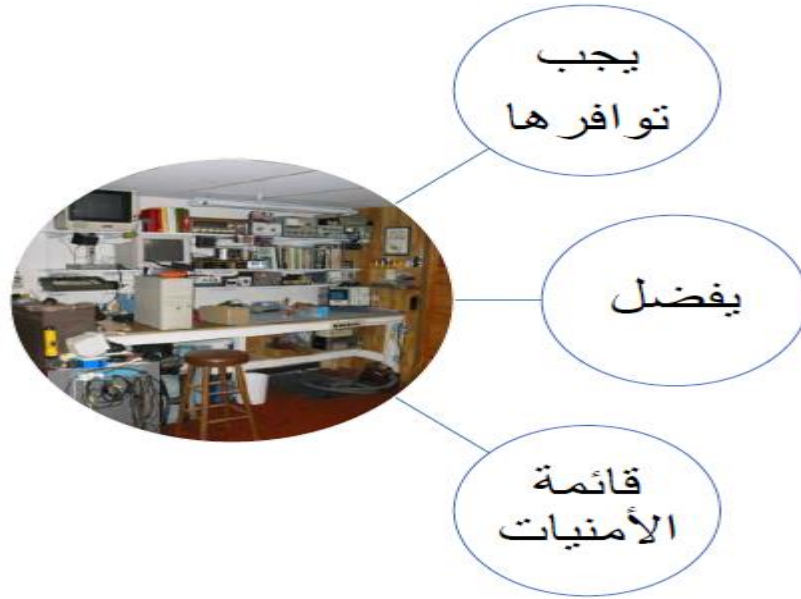 يجب
توافرها
يفضل
قائمة
الأمنيات